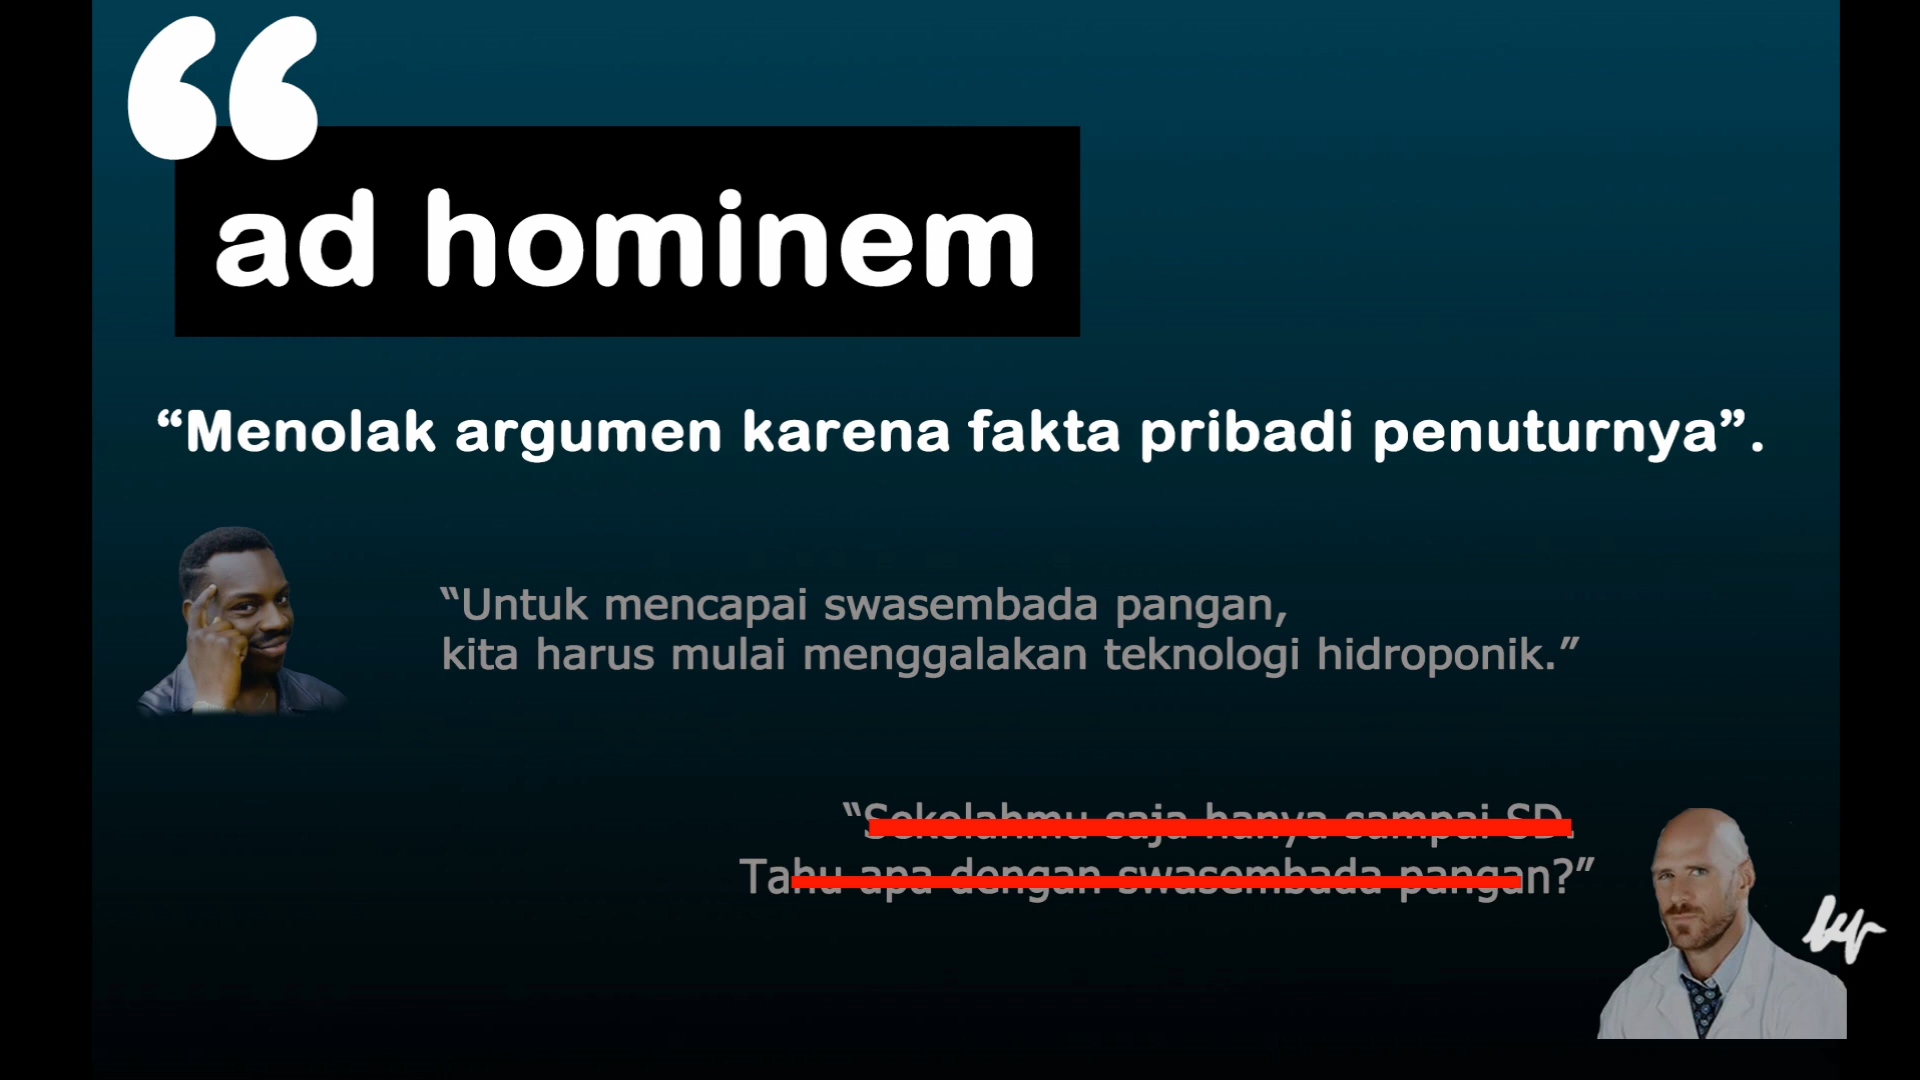 ad hominem
“Menolak argumen karena fakta pribadi penuturnya”.
“Untuk mencapai swasembada pangan,
kita harus mulai menggalakan teknologi hidroponik.”
“Sekolahmu saja hanya sampai SD.
Tahu apa dengan swasembada pangan?”